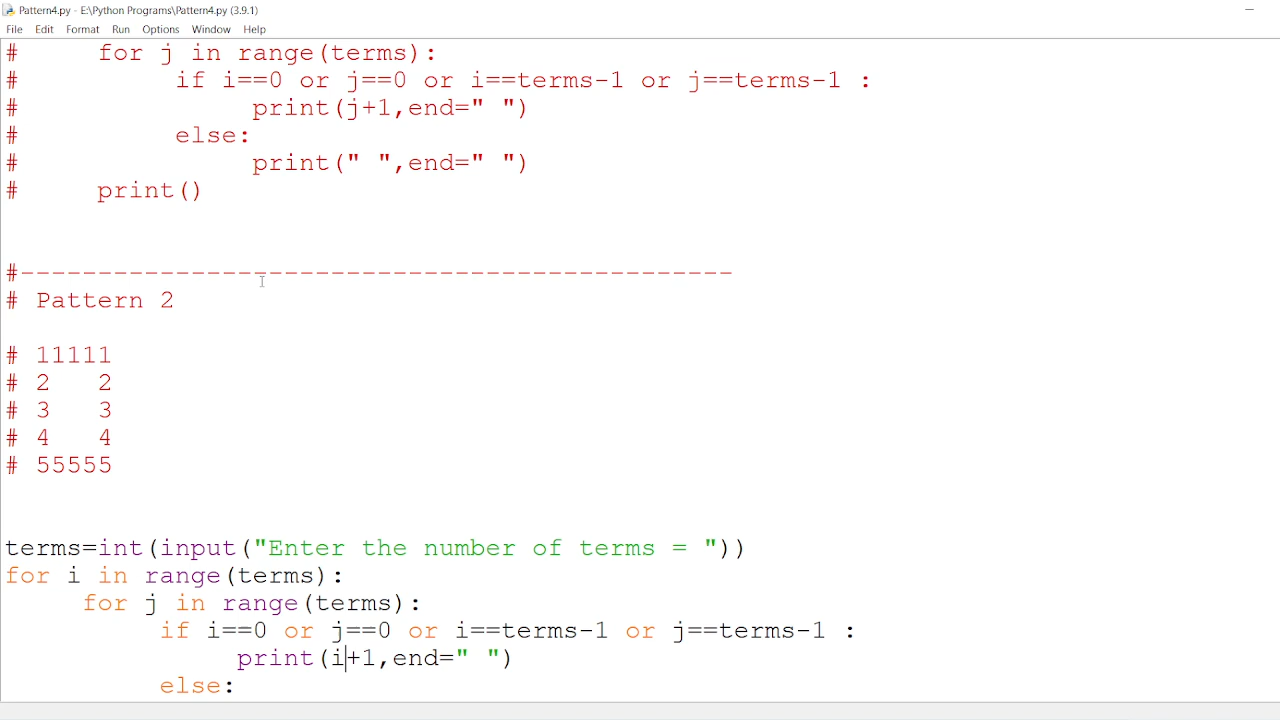 Pattern4.py - E:\Python Programs\Pattern4.py (3.9.1)
File Edit Format Run Options Window Help
#     for j in range(terms):
#          if i==0 or j==0 or i==terms-1 or j==terms-1 :
#               print(j+1,end=" ")
#          else:
#               print(" ",end=" ")
#     print()
#----------------------------------------------
# Pattern 2
# 11111
# 2   2
# 3   3
# 4   4
# 55555
terms=int(input("Enter the number of terms = "))
for i in range(terms):
     for j in range(terms):
          if i==0 or j==0 or i==terms-1 or j==terms-1 :
               print(i+1,end=" ")
          else: